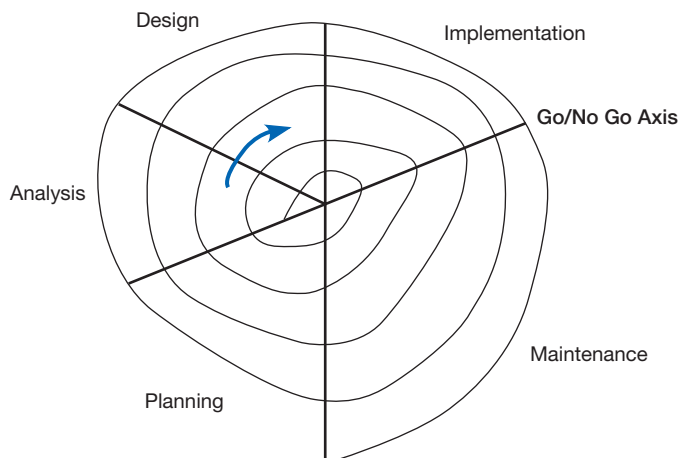 Design
Implementation
Go/No Go Axis
Analysis
Maintenance
Planning